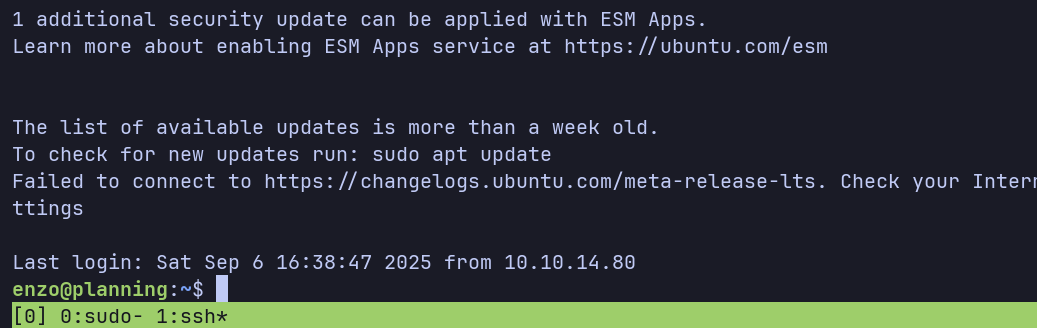 1 additional security update can be applied with ESM Apps.
Learn more about enabling ESM Apps service at https://ubuntu.com/esm
The list of available updates is more than a week old.
To check for new updates run: sudo apt update
Failed to connect to https://changelogs.ubuntu.com/meta-release-lts. Check your Intern
ttings
Last login: Sat Sep 6 16:38:47 2025 from 10.10.14.80
enzo@planning:~$
[0] 0:sudo- 1:ssh*